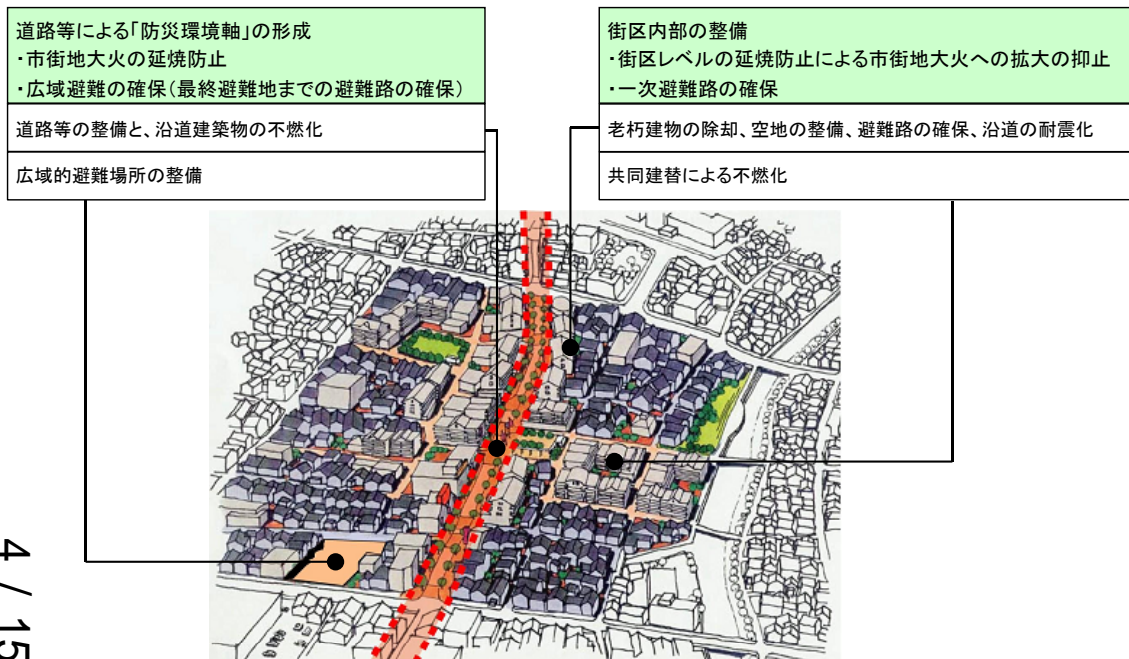 道路等による「防災環境軸」の形成
・市街地大火の延焼防止
・広域避難の確保(最終避難地までの避難路の確保)
道路等の整備と、沿道建築物の不燃化
広域的避難場所の整備
街区内部の整備
・街区レベルの延焼防止による市街地大火への拡大の抑止
・一次避難路の確保
老朽建物の除却、空地の整備、避難路の確保、沿道の耐震化
共同建替による不燃化
4 / 15